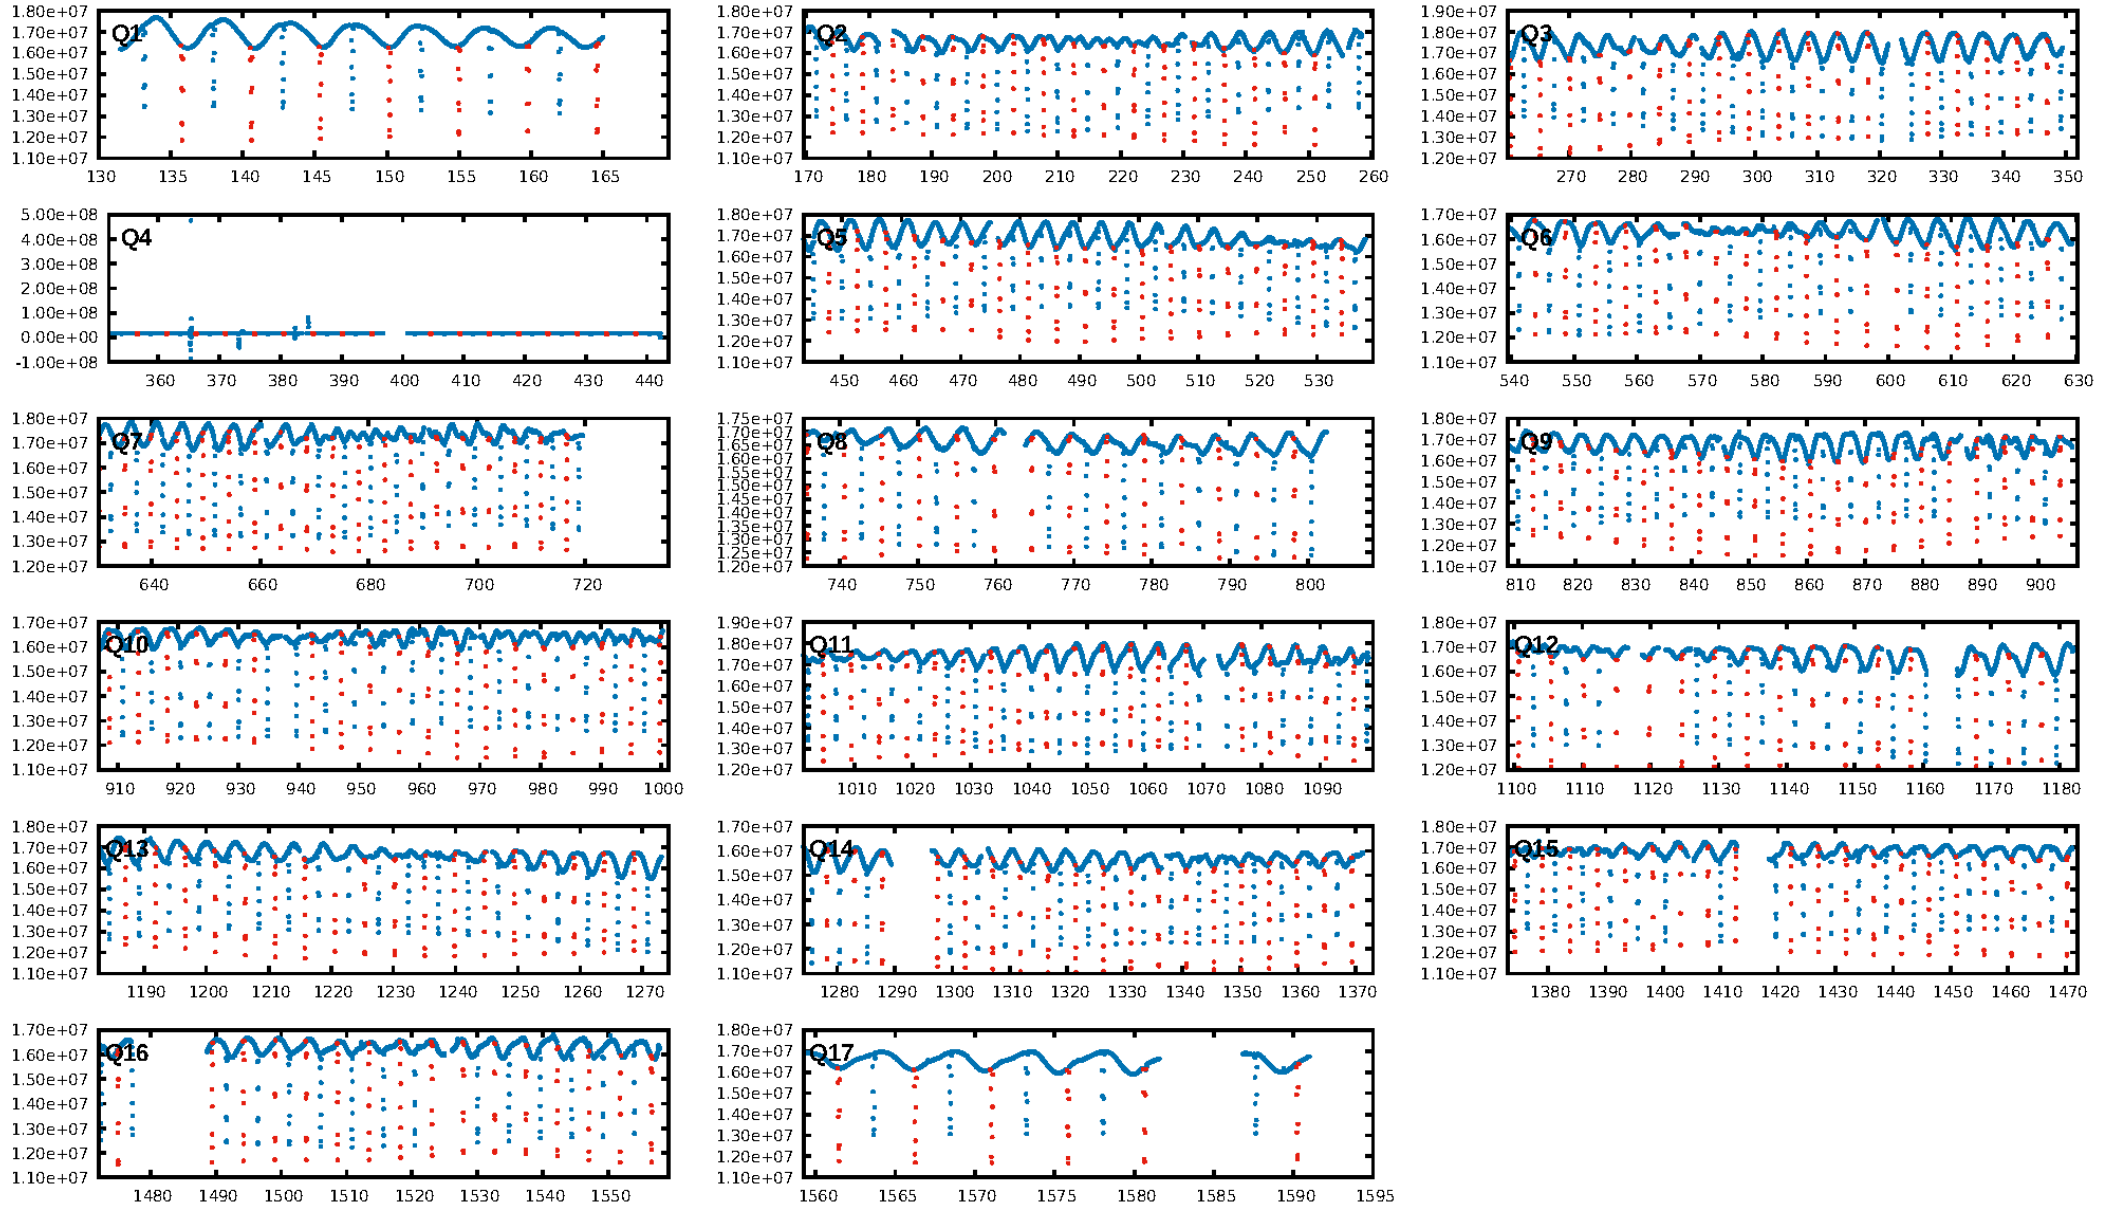 1.80e+07 1.70e+07 1.60e+07 1.50e+07 1.40e+07 1.30e+07 1.20e+07 1.10e+07
Q1
130 135 140 145 150 155 160 165
1.80e+07 1.70e+07 1.60e+07 1.50e+07 1.40e+07 1.30e+07 1.20e+07 1.10e+07
Q2
170 180 190 200 210 220 230 240 250 260
1.90e+07 1.80e+07 1.70e+07 1.60e+07 1.50e+07 1.40e+07 1.30e+07 1.20e+07
Q3
270 280 290 300 310 320 330 340 350
5.00e+08 4.00e+08 3.00e+08 2.00e+08 1.00e+08 0.00e+00 -1.00e+08
Q4
360 370 380 390 400 410 420 430 440
1.80e+07 1.70e+07 1.60e+07 1.50e+07 1.40e+07 1.30e+07 1.20e+07 1.10e+07
Q5
450 460 470 480 490 500 510 520 530
1.70e+07 1.60e+07 1.50e+07 1.40e+07 1.30e+07 1.20e+07 1.10e+07
Q6
540 550 560 570 580 590 600 610 620 630
1.80e+07 1.70e+07 1.60e+07 1.50e+07 1.40e+07 1.30e+07 1.20e+07
Q7
640 660 680 700 720
1.75e+07 1.70e+07 1.65e+07 1.60e+07 1.55e+07 1.50e+07 1.45e+07 1.40e+07 1.35e+07 1.30e+07 1.25e+07 1.20e+07
Q8
740 750 760 770 780 790 800
1.80e+07 1.70e+07 1.60e+07 1.50e+07 1.40e+07 1.30e+07 1.20e+07 1.10e+07
Q9
810 820 830 840 850 860 870 880 890 900
1.70e+07 1.60e+07 1.50e+07 1.40e+07 1.30e+07 1.20e+07 1.10e+07
Q10
910 920 930 940 950 960 970 980 990 1000
1.90e+07 1.80e+07 1.70e+07 1.60e+07 1.50e+07 1.40e+07 1.30e+07 1.20e+07
Q11
1010 1020 1030 1040 1050 1060 1070 1080 1090
1.80e+07 1.70e+07 1.60e+07 1.50e+07 1.40e+07 1.30e+07 1.20e+07
Q12
1100 1110 1120 1130 1140 1150 1160 1170 1180
1.80e+07 1.70e+07 1.60e+07 1.50e+07 1.40e+07 1.30e+07 1.20e+07 1.10e+07
Q13
1190 1200 1210 1220 1230 1240 1250 1260 1270
1.70e+07 1.60e+07 1.50e+07 1.40e+07 1.30e+07 1.20e+07 1.10e+07
Q14
1280 1290 1300 1310 1320 1330 1340 1350 1360 1370
1.80e+07 1.70e+07 1.60e+07 1.50e+07 1.40e+07 1.30e+07 1.20e+07 1.10e+07
Q15
1380 1390 1400 1410 1420 1430 1440 1450 1460 1470
1.70e+07 1.60e+07 1.50e+07 1.40e+07 1.30e+07 1.20e+07 1.10e+07
Q16
1480 1490 1500 1510 1520 1530 1540 1550
1.80e+07 1.70e+07 1.60e+07 1.50e+07 1.40e+07 1.30e+07 1.20e+07 1.10e+07
Q17
1560 1565 1570 1575 1580 1585 1590 1595